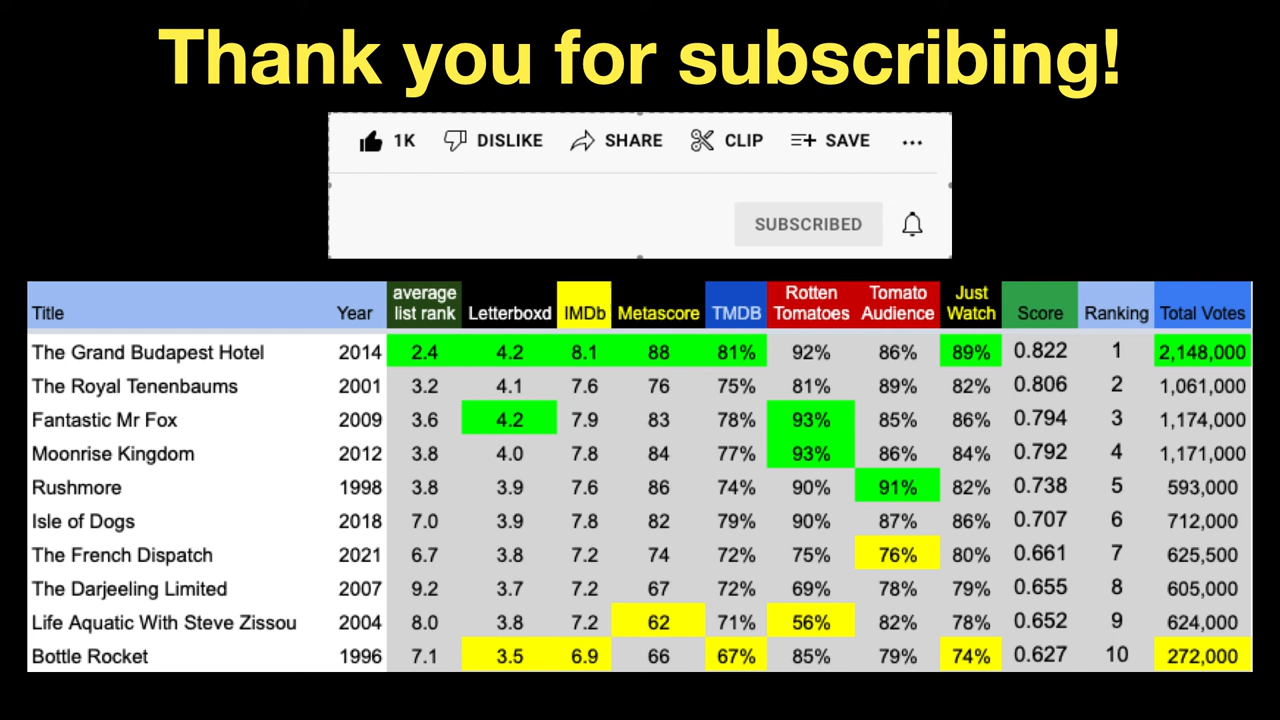 Thank you for subscribing!
1K DISLIKE SHARE CLIP SAVE ...
SUBSCRIBED
Title Year average list rank Letterboxd IMDb Metascore TMDB Rotten Tomatoes Tomato Audience Just Watch Score Ranking Total Votes
The Grand Budapest Hotel 2014 2.4 4.2 8.1 88 81% 92% 86% 89% 0.822 1 2,148,000
The Royal Tenenbaums 2001 3.2 4.1 7.6 76 75% 81% 89% 82% 0.806 2 1,061,000
Fantastic Mr Fox 2009 3.6 4.2 7.9 83 78% 93% 85% 86% 0.794 3 1,174,000
Moonrise Kingdom 2012 3.8 4.0 7.8 84 77% 93% 86% 84% 0.792 4 1,171,000
Rushmore 1998 3.8 3.9 7.6 86 74% 90% 91% 82% 0.738 5 593,000
Isle of Dogs 2018 7.0 3.9 7.8 82 79% 90% 87% 86% 0.707 6 712,000
The French Dispatch 2021 6.7 3.8 7.2 74 72% 75% 76% 80% 0.661 7 625,500
The Darjeeling Limited 2007 9.2 3.7 7.2 67 72% 69% 78% 79% 0.655 8 605,000
Life Aquatic With Steve Zissou 2004 8.0 3.8 7.2 62 71% 56% 82% 78% 0.652 9 624,000
Bottle Rocket 1996 7.1 3.5 6.9 66 67% 85% 79% 74% 0.627 10 272,000